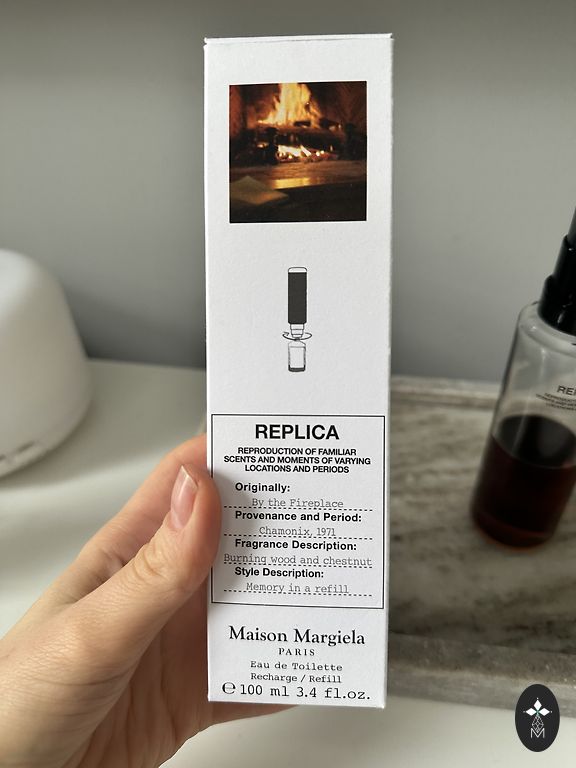 REPLICA
REPRODUCTION OF FAMILIAR
SCENTS AND MOMENTS OF VARYING
LOCATIONS AND PERIODS
Originally:
By the Fireplace
Provenance and Period:
Chamonix, 1971
Fragrance Description:
Burning wood and chestnut
Style Description:
Memory in a refill
Maison Margiela
PARIS
Eau de Toilette
Recharge / Refill
℮ 100 ml 3.4 fl.oz.